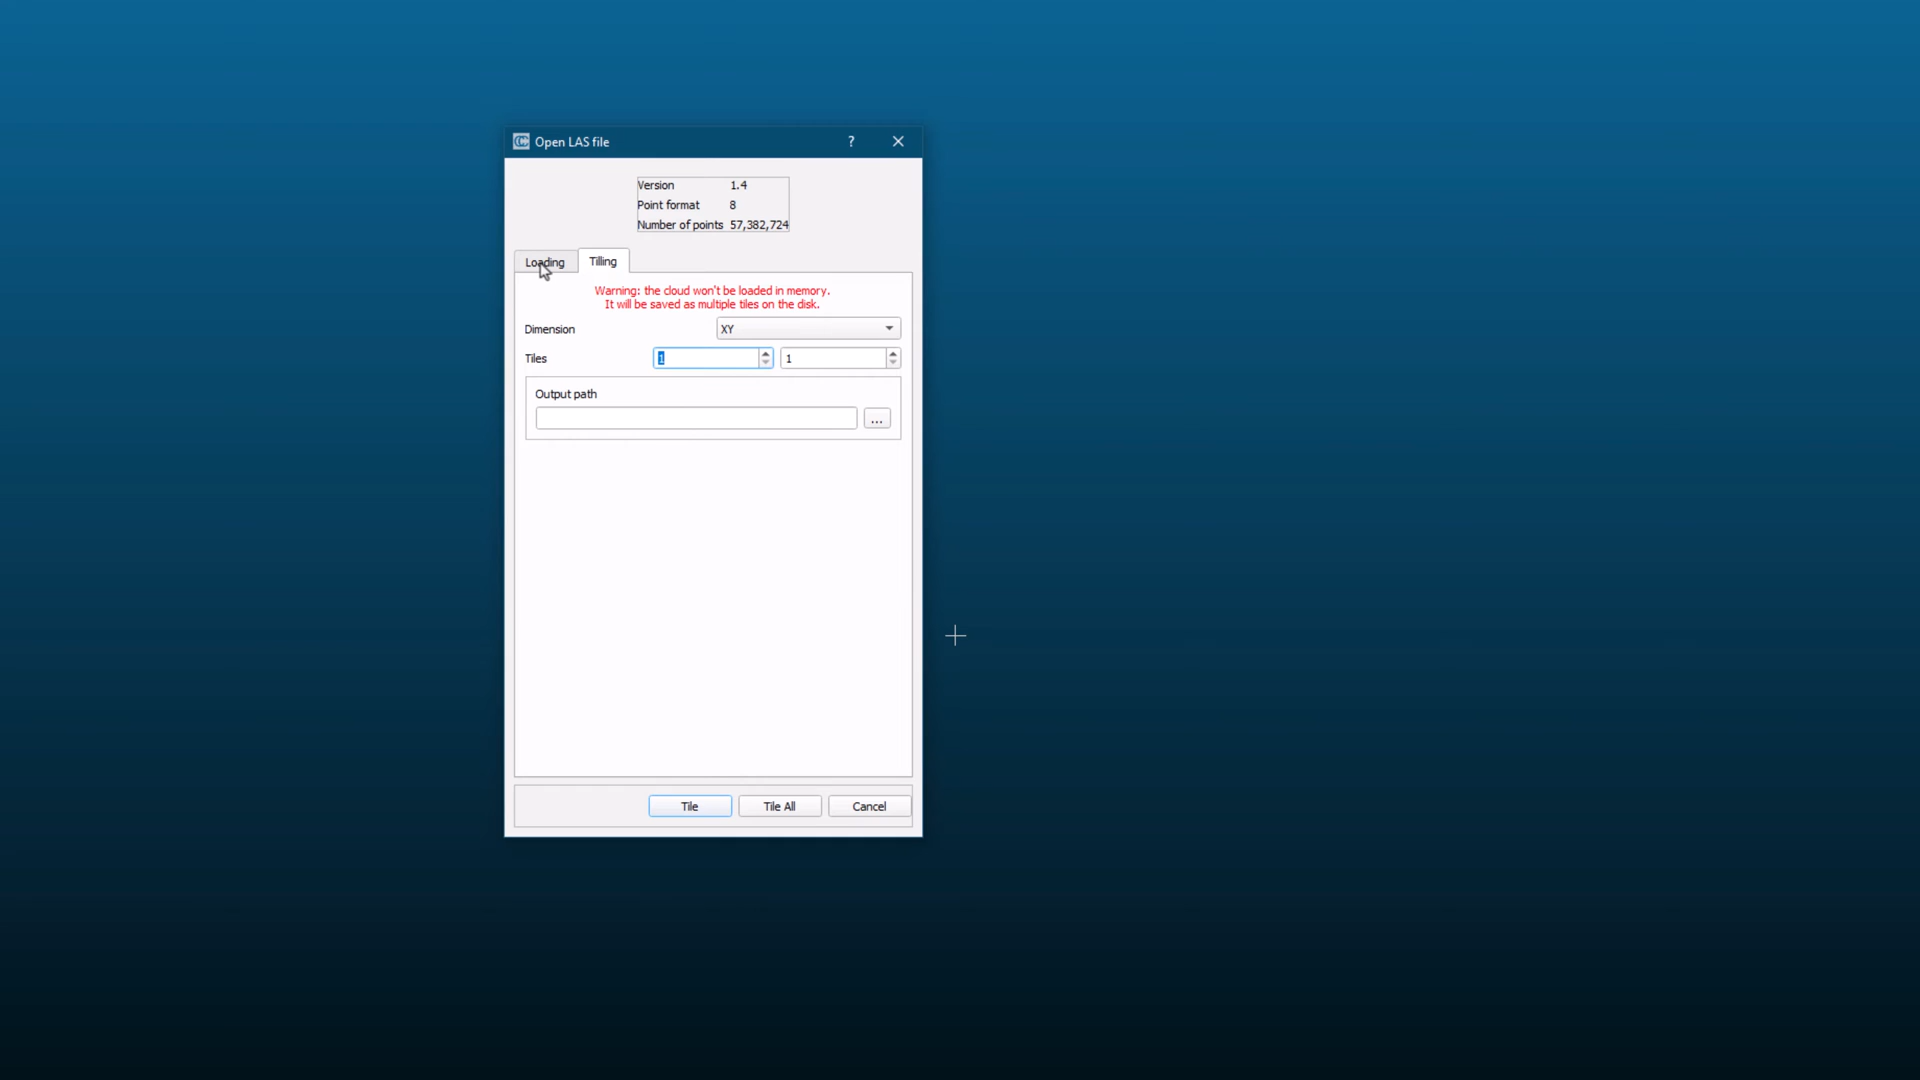 Open LAS file ?
Version 1.4
Point format 8
Number of points 57,382,724
Loading Tilling
Warning: the cloud won't be loaded in memory.
It will be saved as multiple tiles on the disk.
Dimension XY
Tiles 1 1
Output path
...
Tile Tile All Cancel